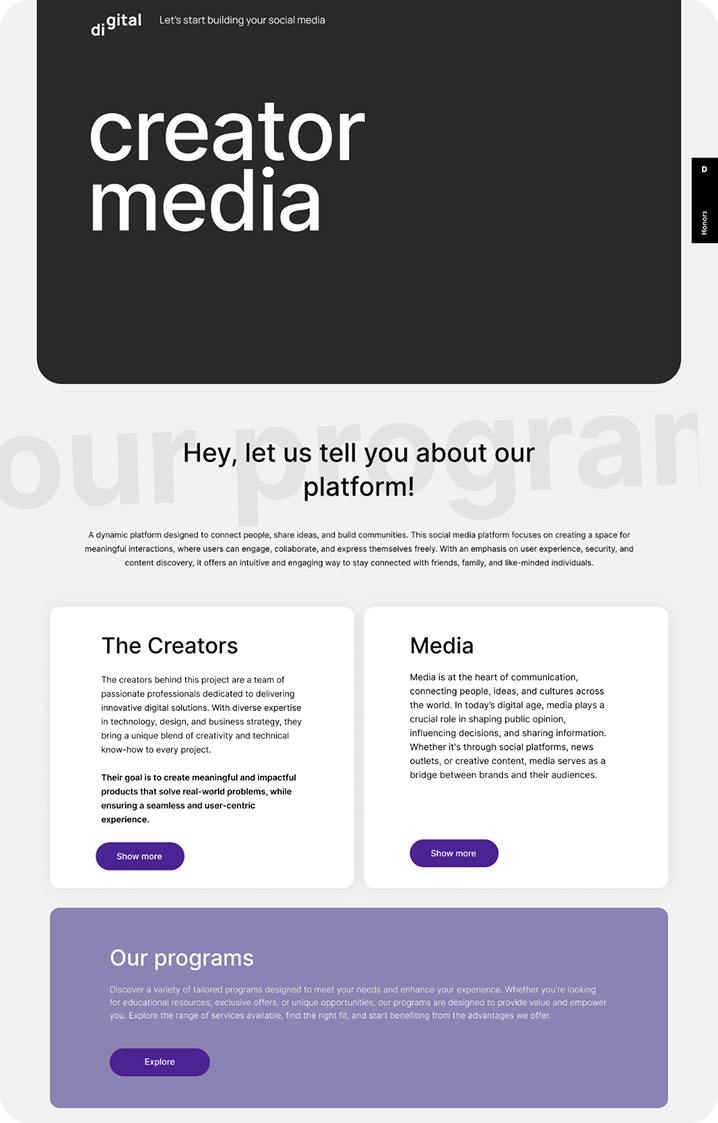 digital
Let's start building your social media
creator
media
D
Honors
our program
Hey, let us tell you about our
platform!
A dynamic platform designed to connect people, share ideas, and build communities. This social media platform focuses on creating a space for
meaningful interactions, where users can engage, collaborate, and express themselves freely. With an emphasis on user experience, security, and
content discovery, it offers an intuitive and engaging way to stay connected with friends, family, and like-minded individuals.
The Creators
The creators behind this project are a team of
passionate professionals dedicated to delivering
innovative digital solutions. With diverse expertise
in technology, design, and business strategy, they
bring a unique blend of creativity and technical
know-how to every project.
Their goal is to create meaningful and impactful
products that solve real-world problems, while
ensuring a seamless and user-centric
experience.
Show more
Media
Media is at the heart of communication,
connecting people, ideas, and cultures across
the world. In today's digital age, media plays a
crucial role in shaping public opinion,
influencing decisions, and sharing information.
Whether it's through social platforms, news
outlets, or creative content, media serves as a
bridge between brands and their audiences.
Show more
Our programs
Discover a variety of tailored programs designed to meet your needs and enhance your experience. Whether you're looking
for educational resources, exclusive offers, or unique opportunities, our programs are designed to provide value and empower
you. Explore the range of services available, find the right fit, and start benefiting from the advantages we offer.
Explore